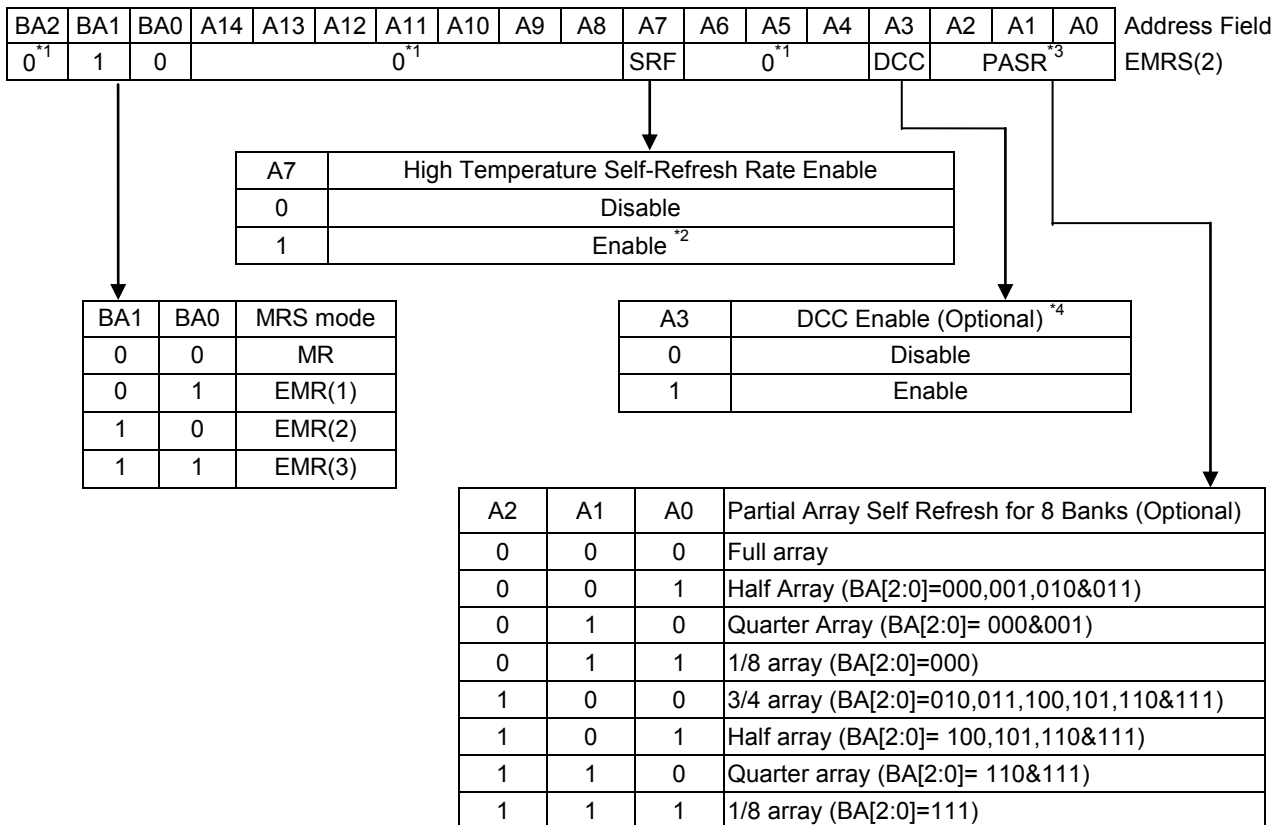 BA2 BA1 BA0 A14 A13 A12 A11 A10 A9 A8 A7 A6 A5 A4 A3 A2 A1 A0 Address Field
0*1 1 0 0*1 SRF 0*1 DCC PASR*3 EMRS(2)
A7 High Temperature Self-Refresh Rate Enable
0 Disable
1 Enable *2
BA1 BA0 MRS mode
0 0 MR
0 1 EMR(1)
1 0 EMR(2)
1 1 EMR(3)
A3 DCC Enable (Optional) *4
0 Disable
1 Enable
A2 A1 A0 Partial Array Self Refresh for 8 Banks (Optional)
0 0 0 Full array
0 0 1 Half Array (BA[2:0]=000,001,010&011)
0 1 0 Quarter Array (BA[2:0]= 000&001)
0 1 1 1/8 array (BA[2:0]=000)
1 0 0 3/4 array (BA[2:0]=010,011,100,101,110&111)
1 0 1 Half array (BA[2:0]= 100,101,110&111)
1 1 0 Quarter array (BA[2:0]= 110&111)
1 1 1 1/8 array (BA[2:0]=111)